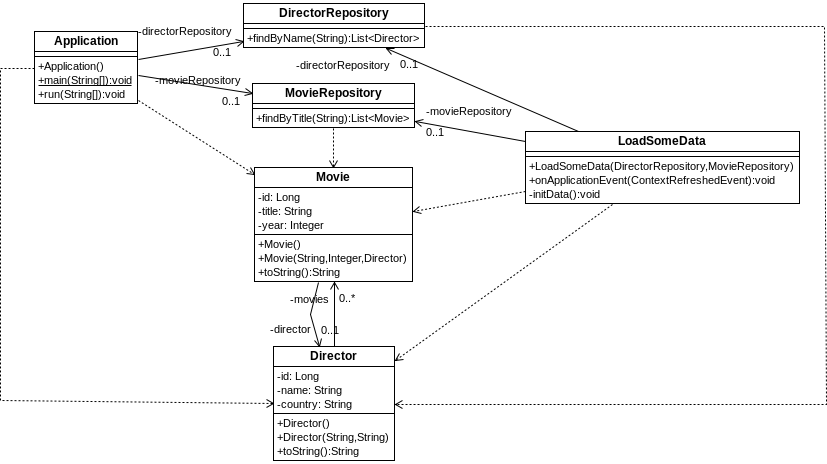 DirectorRepository
+findByName(String):List<Director>
-directorRepository
0..1
Application
+Application()
+main(String[]):void
+run(String[]):void
-movieRepository
0..1
MovieRepository
+findByTitle(String):List<Movie>
-directorRepository
0..1
-movieRepository
0..1
LoadSomeData
+LoadSomeData(DirectorRepository,MovieRepository)
+onApplicationEvent(ContextRefreshedEvent):void
-initData():void
Movie
-id: Long
-title: String
-year: Integer
+Movie()
+Movie(String,Integer,Director)
+toString():String
-movies
0..*
-director
0..1
Director
-id: Long
-name: String
-country: String
+Director()
+Director(String,String)
+toString():String